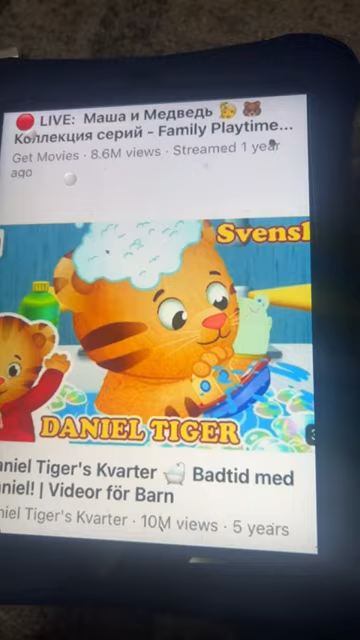 LIVE: Маша и Медведь
Коллекция серий - Family Playtime...
Get Movies · 8.6M views · Streamed 1 year
ago
Svensk
DANIEL TIGER
aniel Tiger's Kvarter 🛁 Badtid med
niel! | Videor för Barn
niel Tiger's Kvarter · 10M views · 5 years